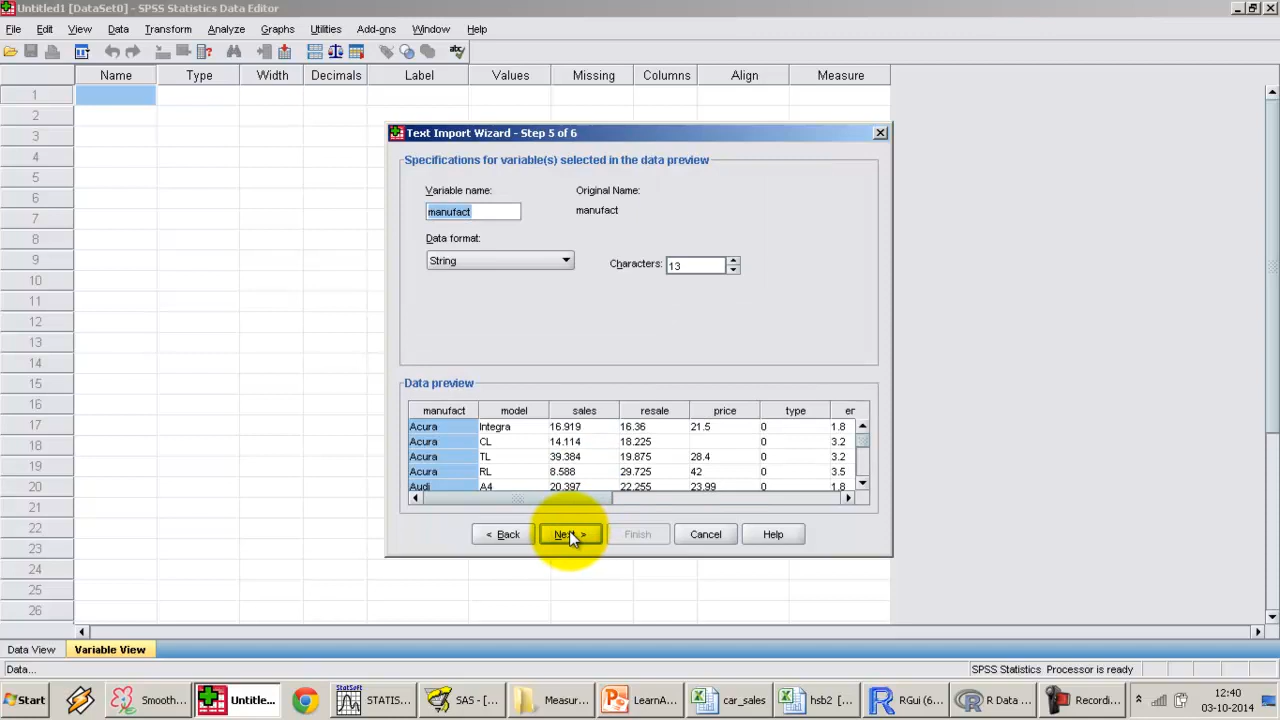 Untitled1 [DataSet0] - SPSS Statistics Data Editor
File Edit View Data Transform Analyze Graphs Utilities Add-ons Window Help
Name Type Width Decimals Label Values Missing Columns Align Measure
1
2
3
4
5
6
7
8
9
10
11
12
13
14
15
16
17
18
19
20
21
22
23
24
25
26
Text Import Wizard - Step 5 of 6
Specifications for variable(s) selected in the data preview
Variable name: Original Name:
manufact manufact
Data format:
String Characters: 13
Data preview
manufact model sales resale price type er
Acura Integra 16.919 16.36 21.5 0 1.8
Acura CL 14.114 18.225 0 3.2
Acura TL 39.384 19.875 28.4 0 3.2
Acura RL 8.588 29.725 42 0 3.5
Audi A4 20.397 22.255 23.99 0 1.8
< Back Next > Finish Cancel Help
Data View Variable View
Data... SPSS Statistics Processor is ready
Start Smooth... Untitle... STATIS... SAS - [... Measur... LearnA... car_sales hsb2 [... RGui (6... R Data ... Recordi... 12:40
03-10-2014